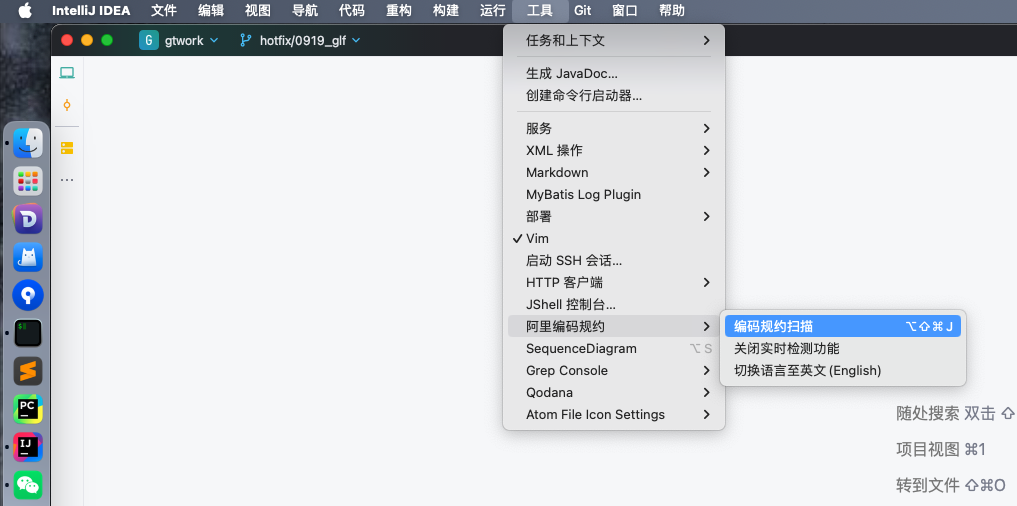 IntelliJ IDEA 文件 编辑 视图 导航 代码 重构 构建 运行 工具 Git 窗口 帮助
G gtwork hotfix/0919_glf
任务和上下文
生成 JavaDoc...
创建命令行启动器...
服务
XML 操作
Markdown
MyBatis Log Plugin
部署
Vim
启动 SSH 会话...
HTTP 客户端
JShell 控制台...
阿里编码规约
编码规约扫描 ⌥⇧⌘J
SequenceDiagram ⌥S
关闭实时检测功能
Grep Console
切换语言至英文(English)
Qodana
Atom File Icon Settings
随处搜索 双击 ⇧
项目视图 ⌘1
转到文件 ⇧⌘O
D
$
PC
IJ